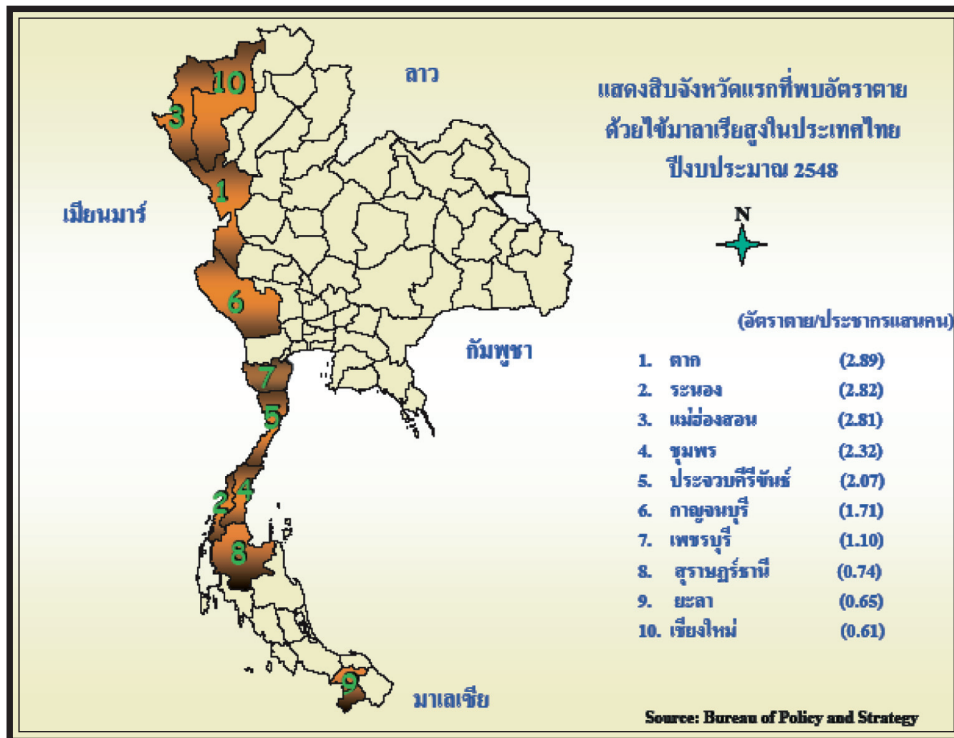 ลาว
แสดงสิบจังหวัดแรกที่พบอัตราตาย
ด้วยไข้มาลาเรียสูงในประเทศไทย
ปีงบประมาณ 2548
N
เมียนมาร์
กัมพูชา
มาเลเซีย
10
3
1
6
7
5
2
4
8
9
(อัตราตาย/ประชากรแสนคน)
1. ตาก (2.89)
2. ระนอง (2.82)
3. แม่ฮ่องสอน (2.81)
4. ชุมพร (2.32)
5. ประจวบคีรีขันธ์ (2.07)
6. กาญจนบุรี (1.71)
7. เพชรบุรี (1.10)
8. สุราษฎร์ธานี (0.74)
9. ยะลา (0.65)
10. เชียงใหม่ (0.61)
Source: Bureau of Policy and Strategy